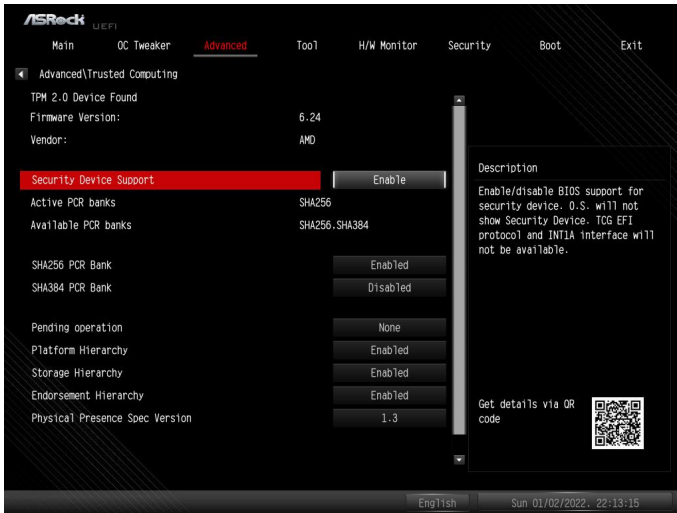 ASRock UEFI
Main OC Tweaker Advanced Tool H/W Monitor Security Boot Exit
Advanced\Trusted Computing
TPM 2.0 Device Found
Firmware Version: 6.24
Vendor: AMD
Security Device Support Enable
Active PCR banks SHA256
Available PCR banks SHA256.SHA384
SHA256 PCR Bank Enabled
SHA384 PCR Bank Disabled
Pending operation None
Platform Hierarchy Enabled
Storage Hierarchy Enabled
Endorsement Hierarchy Enabled
Physical Presence Spec Version 1.3
Description
Enable/disable BIOS support for
security device. O.S. will not
show Security Device. TCG EFI
protocol and INT1A interface will
not be available.
Get details via QR
code
English Sun 01/02/2022. 22:13:15